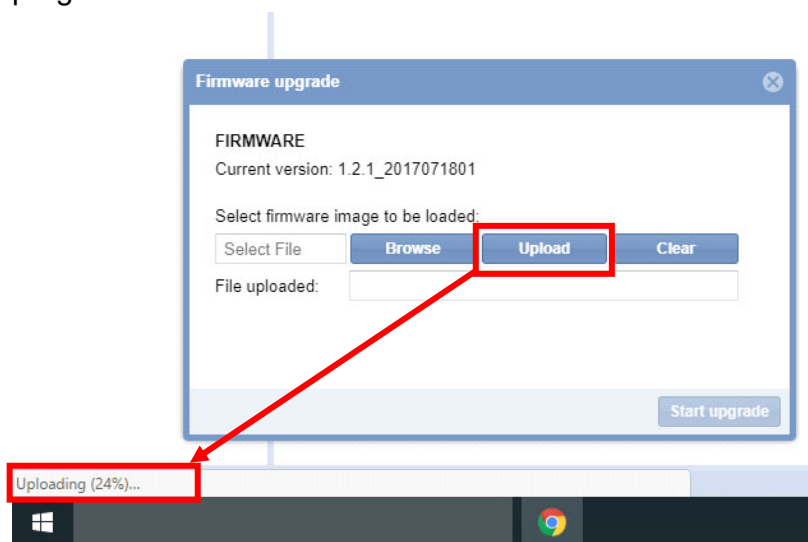 Firmware upgrade
FIRMWARE
Current version: 1.2.1_2017071801
Select firmware image to be loaded:
Select File Browse Upload Clear
File uploaded:
Start upgrade
Uploading (24%)...